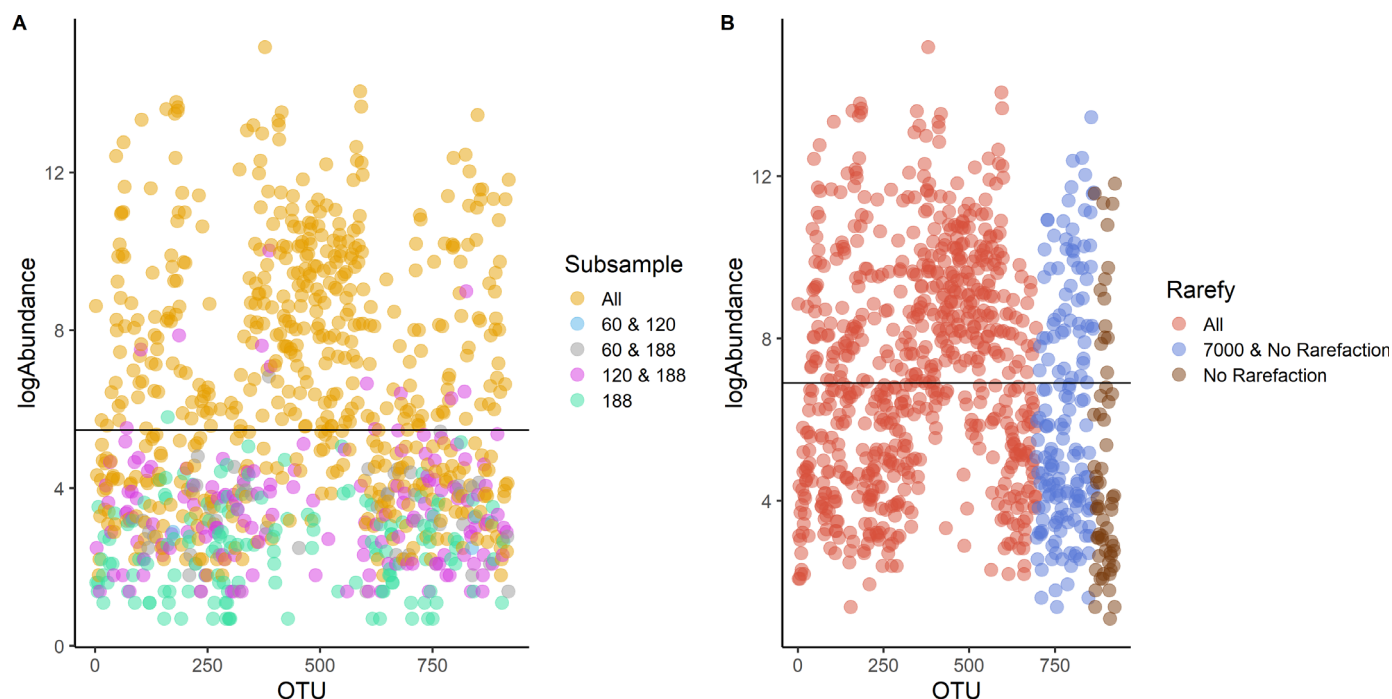 A
logAbundance
12
8
4
0
0
250
500
750
OTU
Subsample
All
60 & 120
60 & 188
120 & 188
188
B
logAbundance
12
8
4
0
250
500
750
OTU
Rarefy
All
7000 & No Rarefaction
No Rarefaction